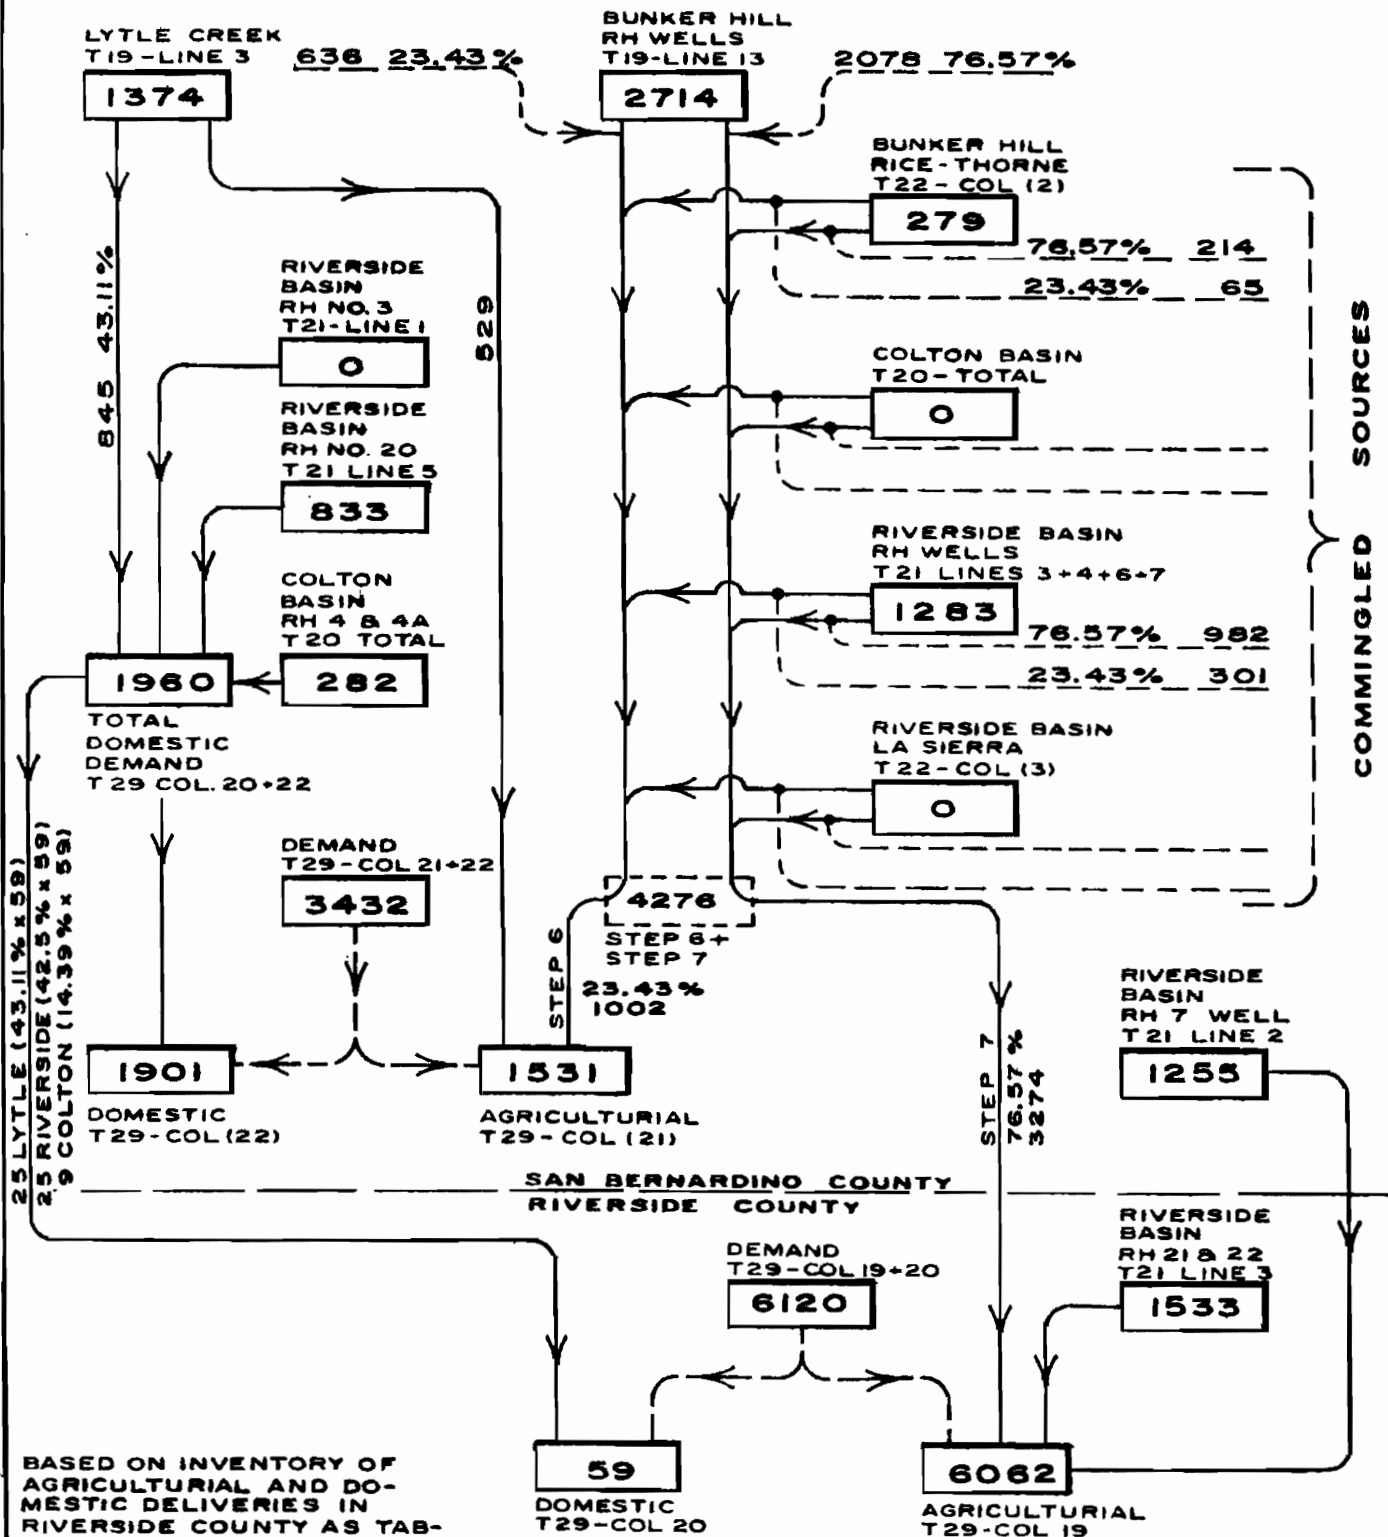 LYTLE CREEK
T19-LINE 3
1374
636 23.43%
BUNKER HILL
RH WELLS
T19-LINE 13
2714
2078 76.57%
BUNKER HILL
RICE-THORNE
T22-COL (2)
279
76.57% 214
23.43% 65
COMMINGLED SOURCES
845 43.11%
RIVERSIDE
BASIN
RH NO. 3
T21-LINE 1
0
529
RIVERSIDE
BASIN
RH NO. 20
T21 LINE 5
833
COLTON BASIN
T20-TOTAL
0
COLTON
BASIN
RH 4 & 4A
T20 TOTAL
282
RIVERSIDE BASIN
RH WELLS
T21 LINES 3+4+6+7
1283
76.57% 982
23.43% 301
1960
TOTAL
DOMESTIC
DEMAND
T29 COL. 20+22
RIVERSIDE BASIN
LA SIERRA
T22-COL (3)
0
25 LYTLE (43.11% x 59)
25 RIVERSIDE (42.5% x 59)
9 COLTON (14.39% x 59)
DEMAND
T29-COL 21+22
3432
4276
STEP 6+
STEP 7
STEP 6
23.43%
1002
1901
DOMESTIC
T29-COL (22)
1531
AGRICULTURIAL
T29-COL (21)
STEP 7
76.57%
3274
RIVERSIDE
BASIN
RH 7 WELL
T21 LINE 2
1255
SAN BERNARDINO COUNTY
RIVERSIDE COUNTY
RIVERSIDE
BASIN
RH 21 & 22
T21 LINE 3
1533
DEMAND
T29-COL 19+20
6120
59
DOMESTIC
T29-COL 20
6062
AGRICULTURIAL
T29-COL 19
BASED ON INVENTORY OF
AGRICULTURIAL AND DO-
MESTIC DELIVERIES IN
RIVERSIDE COUNTY AS TAB-